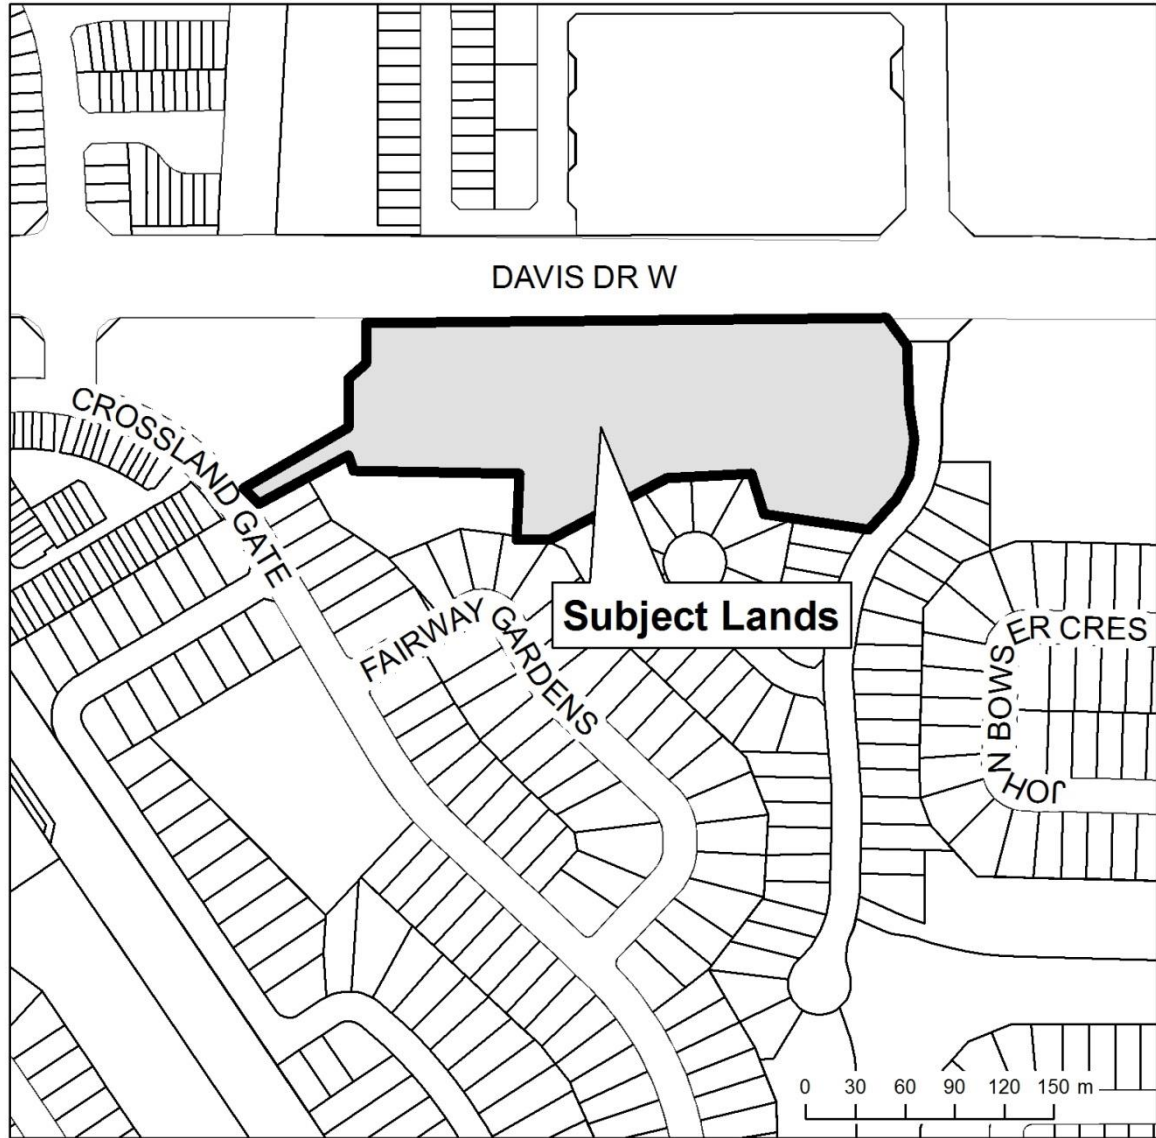 DAVIS DR W
CROSSLAND GATE
Subject Lands
FAIRWAY GARDENS
JOHN BOWSER CRES
0 30 60 90 120 150 m